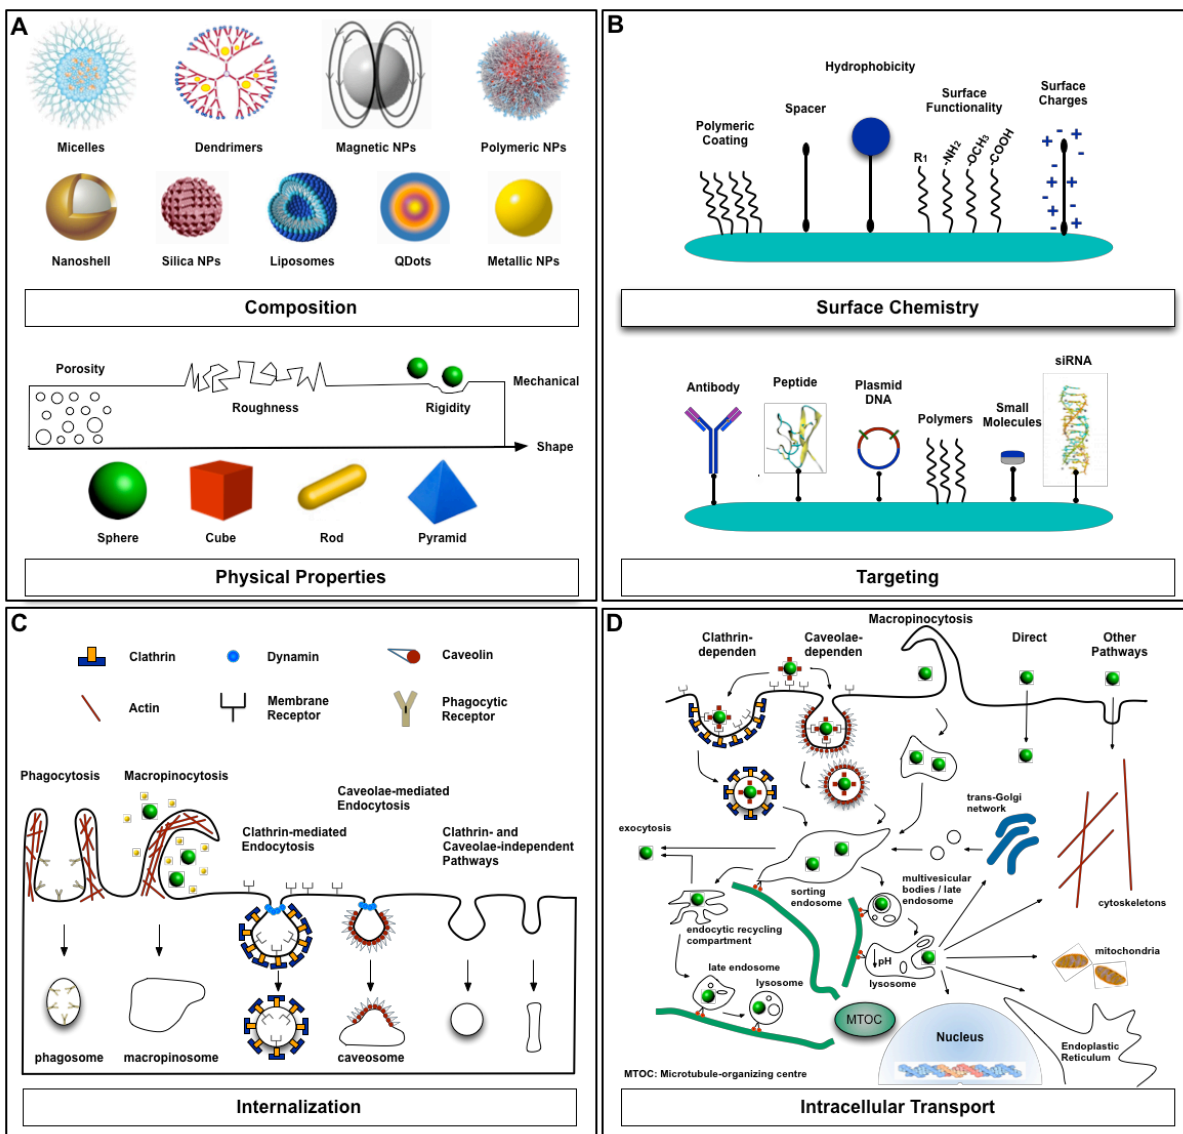 A
Micelles
Dendrimers
Magnetic NPs
Polymeric NPs
Nanoshell
Silica NPs
Liposomes
QDots
Metallic NPs
Composition
Porosity
Roughness
Rigidity
Mechanical
Shape
Sphere
Cube
Rod
Pyramid
Physical Properties
B
Polymeric
Coating
Spacer
Hydrophobicity
Surface
Functionality
R1
-NH2
-OCH3
-COOH
Surface
Charges
+ - + - + - + - + - + - +
Surface Chemistry
Antibody
Peptide
Plasmid
DNA
Polymers
Small
Molecules
siRNA
Targeting
C
Clathrin
Dynamin
Caveolin
Actin
Membrane
Receptor
Phagocytic
Receptor
Phagocytosis
Macropinocytosis
Clathrin-mediated
Endocytosis
Caveolae-mediated
Endocytosis
Clathrin- and
Caveolae-independent
Pathways
phagosome
macropinosome
caveosome
Internalization
D
Clathrin-
dependen
Caveolae-
dependen
Macropinocytosis
Direct
Other
Pathways
trans-Golgi
network
exocytosis
sorting
endosome
multivesicular
bodies / late
endosome
cytoskeletons
endocytic recycling
compartment
pH
lysosome
mitochondria
late endosome
lysosome
MTOC
Nucleus
Endoplastic
Reticulum
MTOC: Microtubule-organizing centre
Intracellular Transport